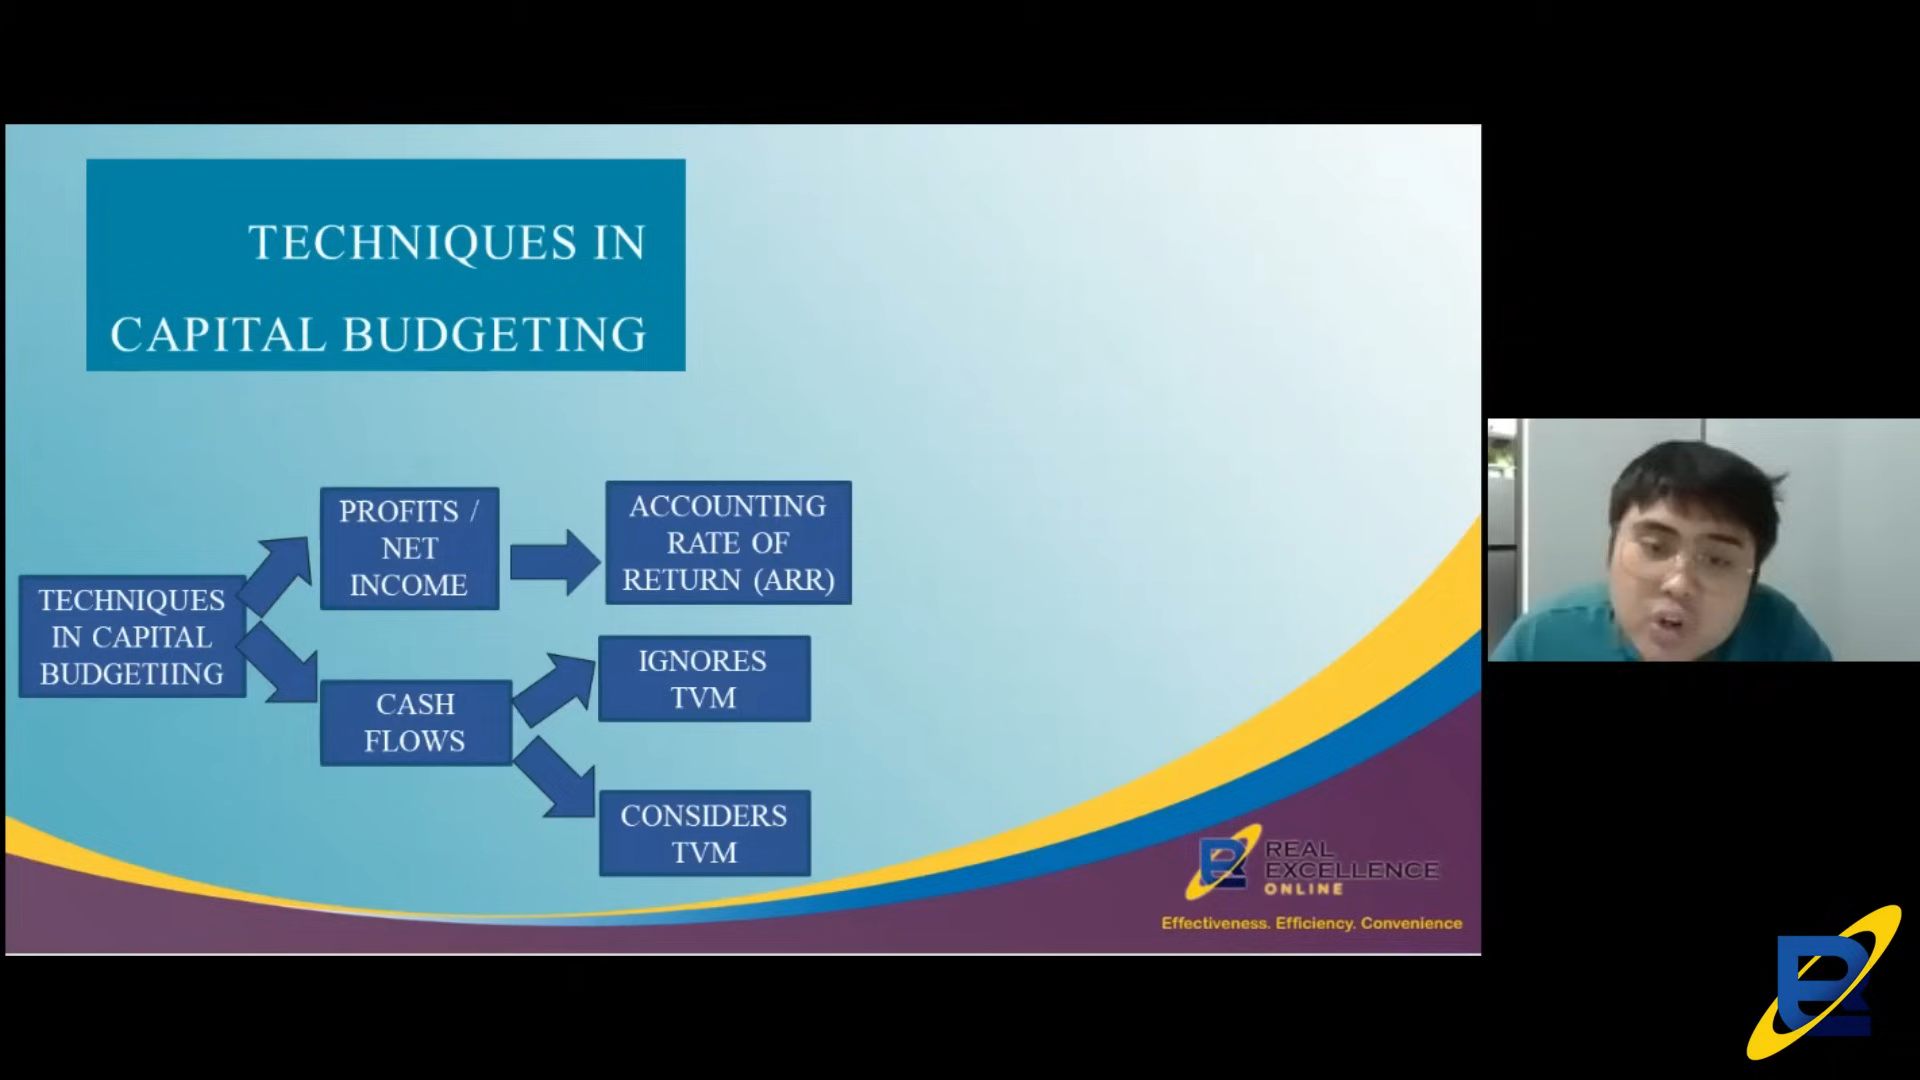 TECHNIQUES IN
CAPITAL BUDGETING
PROFITS /
NET
INCOME
ACCOUNTING
RATE OF
RETURN (ARR)
TECHNIQUES
IN CAPITAL
BUDGETIING
CASH
FLOWS
IGNORES
TVM
CONSIDERS
TVM
REAL
EXCELLENCE
ONLINE
Effectiveness. Efficiency. Convenience